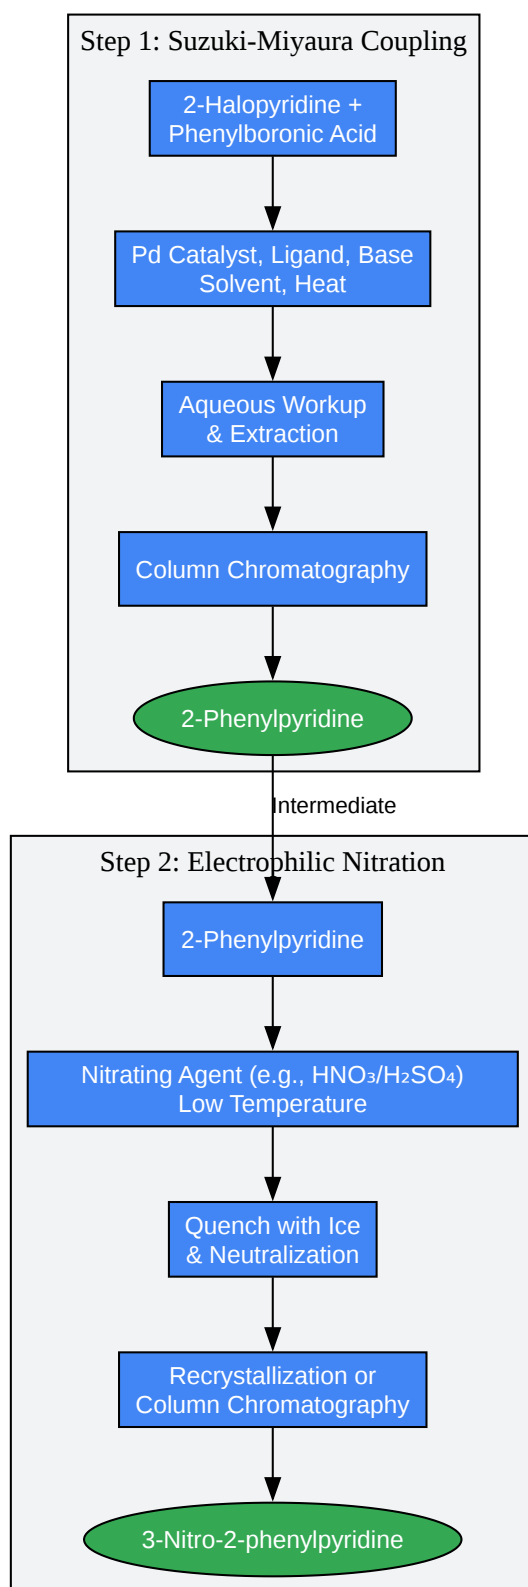 Step 1: Suzuki-Miyaura Coupling
2-Halopyridine +
Phenylboronic Acid
Pd Catalyst, Ligand, Base
Solvent, Heat
Aqueous Workup
& Extraction
Column Chromatography
2-Phenylpyridine
Intermediate
Step 2: Electrophilic Nitration
2-Phenylpyridine
Nitrating Agent (e.g., HNO₃/H₂SO₄)
Low Temperature
Quench with Ice
& Neutralization
Recrystallization or
Column Chromatography
3-Nitro-2-phenylpyridine